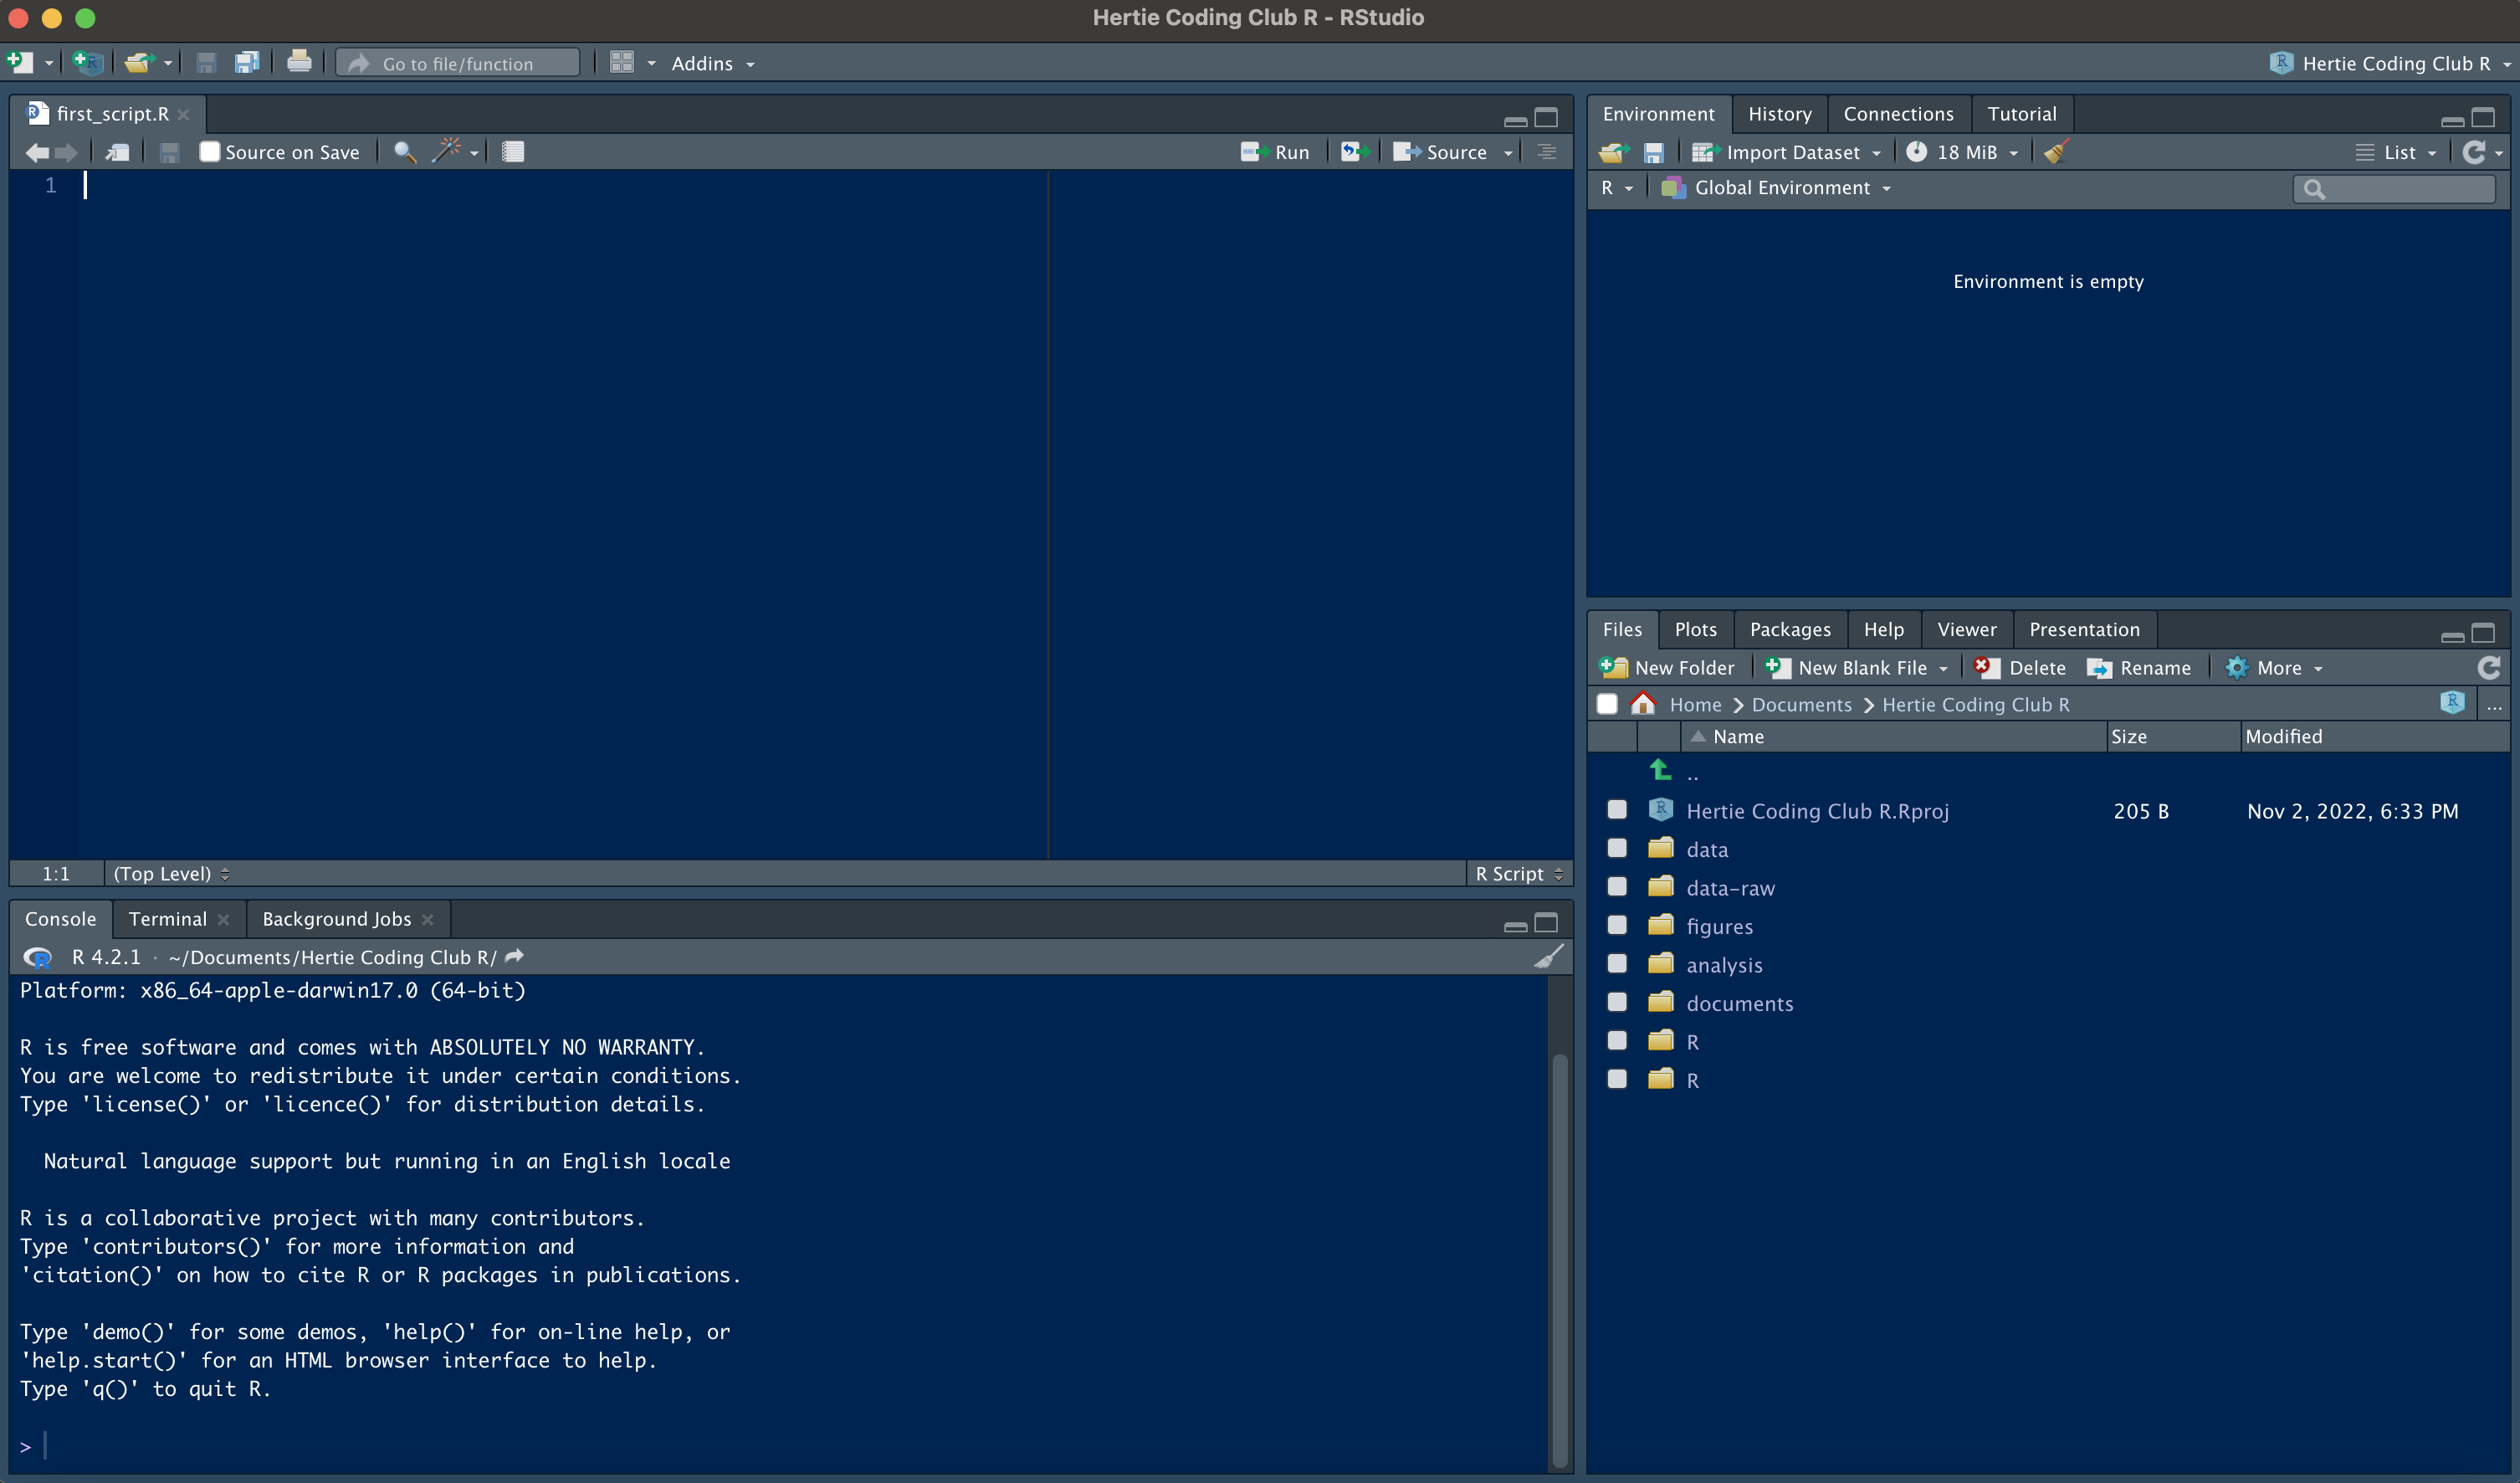 Hertie Coding Club R - RStudio
Go to file/function
Addins
Hertie Coding Club R
first_script.R
Source on Save
Run
Source
1
1:1
(Top Level)
R Script
Console
Terminal
Background Jobs
R 4.2.1 · ~/Documents/Hertie Coding Club R/
Platform: x86_64-apple-darwin17.0 (64-bit)
R is free software and comes with ABSOLUTELY NO WARRANTY.
You are welcome to redistribute it under certain conditions.
Type 'license()' or 'licence()' for distribution details.
Natural language support but running in an English locale
R is a collaborative project with many contributors.
Type 'contributors()' for more information and
'citation()' on how to cite R or R packages in publications.
Type 'demo()' for some demos, 'help()' for on-line help, or
'help.start()' for an HTML browser interface to help.
Type 'q()' to quit R.
>
Environment
History
Connections
Tutorial
Import Dataset
18 MiB
List
R
Global Environment
Environment is empty
Files
Plots
Packages
Help
Viewer
Presentation
New Folder
New Blank File
Delete
Rename
More
Home
Documents
Hertie Coding Club R
...
Name
Size
Modified
..
Hertie Coding Club R.Rproj 205 B Nov 2, 2022, 6:33 PM
data
data-raw
figures
analysis
documents
R
R